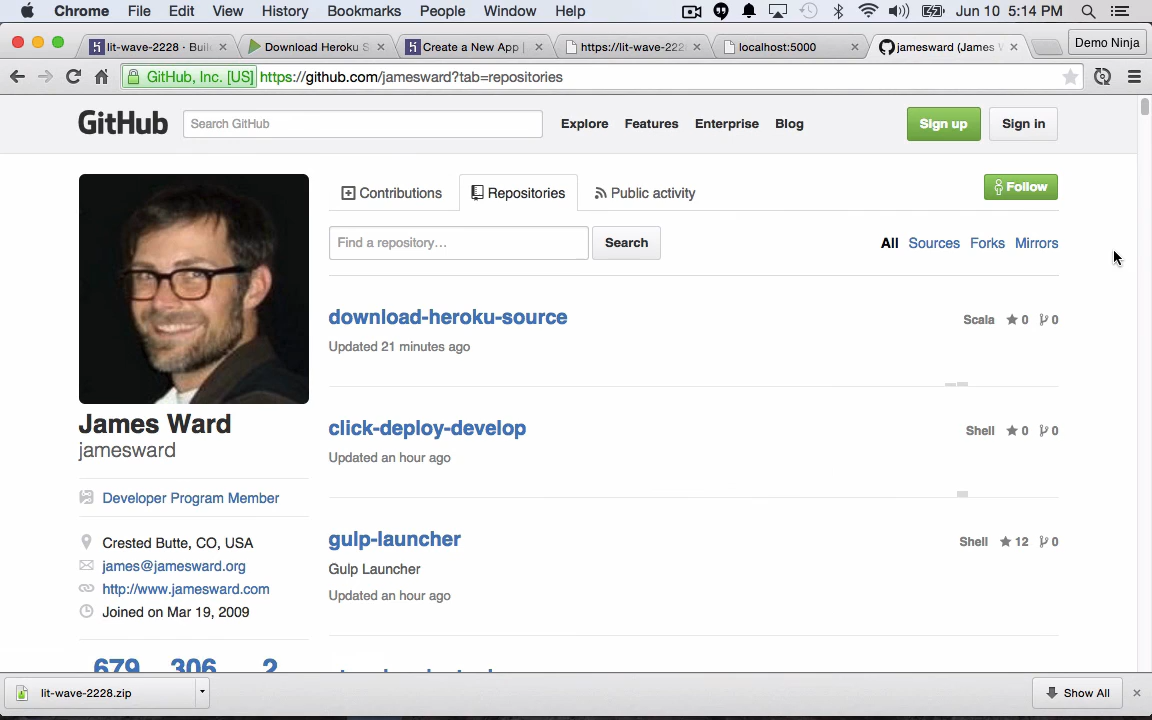 Chrome File Edit View History Bookmarks People Window Help Jun 10 5:14 PM
lit-wave-2228 · Buil Download Heroku S Create a New App | https://lit-wave-222 localhost:5000 jamesward (James Demo Ninja
GitHub, Inc. [US] https://github.com/jamesward?tab=repositories
GitHub Search GitHub Explore Features Enterprise Blog Sign up Sign in
Contributions Repositories Public activity Follow
Find a repository... Search All Sources Forks Mirrors
download-heroku-source Scala 0 0
Updated 21 minutes ago
click-deploy-develop Shell 0 0
Updated an hour ago
gulp-launcher Shell 12 0
Gulp Launcher
Updated an hour ago
James Ward
jamesward
Developer Program Member
Crested Butte, CO, USA
james@jamesward.org
http://www.jamesward.com
Joined on Mar 19, 2009
679 306 2
lit-wave-2228.zip Show All